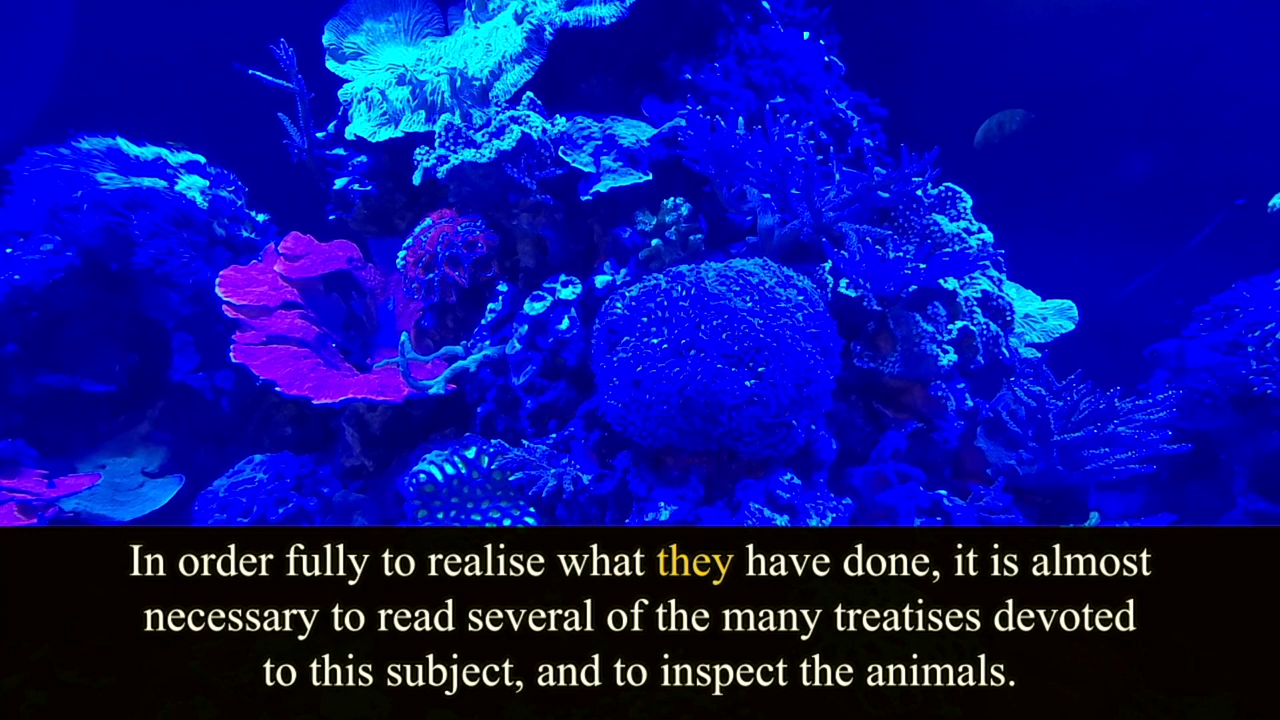 In order fully to realise what they have done, it is almost
necessary to read several of the many treatises devoted
to this subject, and to inspect the animals.